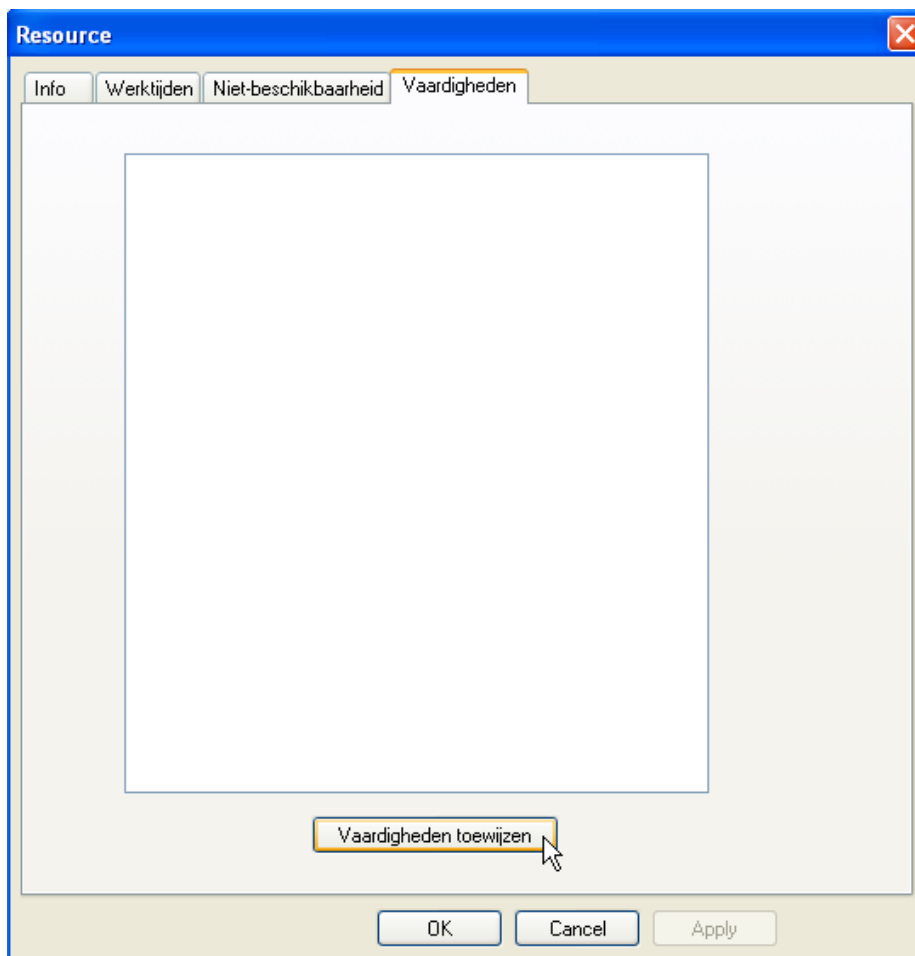 Resource
Info Werktijden Niet-beschikbaarheid Vaardigheden
Vaardigheden toewijzen
OK Cancel Apply